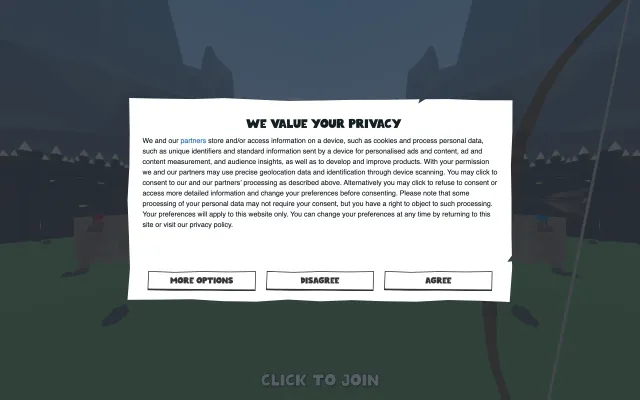 WE VALUE YOUR PRIVACY
We and our partners store and/or access information on a device, such as cookies and process personal data,
such as unique identifiers and standard information sent by a device for personalised ads and content, ad and
content measurement, and audience insights, as well as to develop and improve products. With your permission
we and our partners may use precise geolocation data and identification through device scanning. You may click to
consent to our and our partners' processing as described above. Alternatively you may click to refuse to consent or
access more detailed information and change your preferences before consenting. Please note that some
processing of your personal data may not require your consent, but you have a right to object to such processing.
Your preferences will apply to this website only. You can change your preferences at any time by returning to this
site or visit our privacy policy.
MORE OPTIONS
DISAGREE
AGREE
CLICK TO JOIN